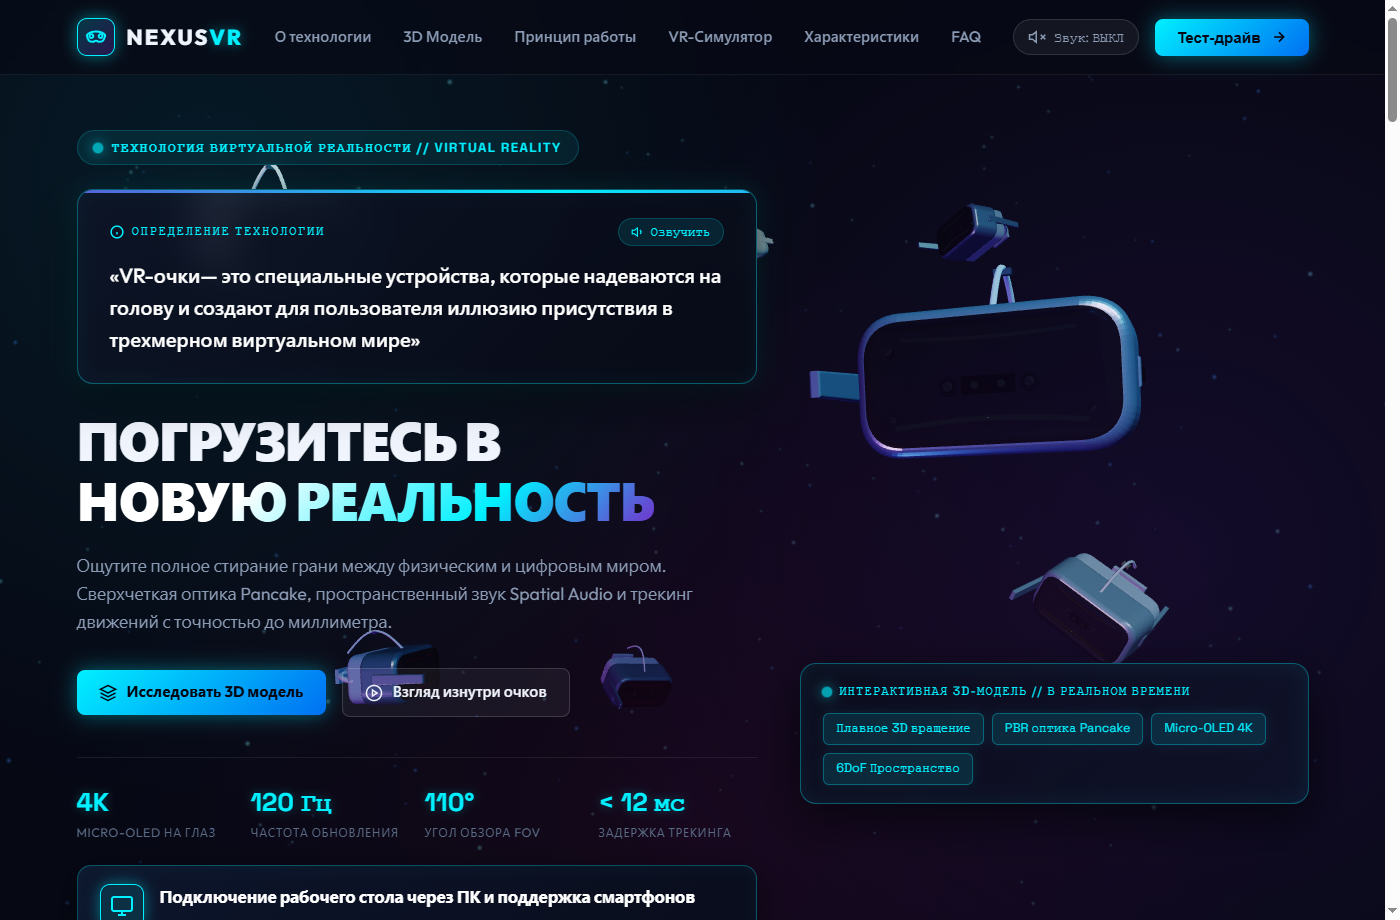 NEXUSVR
О технологии
3D Модель
Принцип работы
VR-Симулятор
Характеристики
FAQ
Звук: ВЫКЛ
Тест-драйв
ТЕХНОЛОГИЯ ВИРТУАЛЬНОЙ РЕАЛЬНОСТИ // VIRTUAL REALITY
ОПРЕДЕЛЕНИЕ ТЕХНОЛОГИИ
Озвучить
«VR-очки— это специальные устройства, которые надеваются на
голову и создают для пользователя иллюзию присутствия в
трехмерном виртуальном мире»
ПОГРУЗИТЕСЬ В
НОВУЮ РЕАЛЬНОСТЬ
Ощутите полное стирание грани между физическим и цифровым миром.
Сверхчеткая оптика Pancake, пространственный звук Spatial Audio и трекинг
движений с точностью до миллиметра.
Исследовать 3D модель
Взгляд изнутри очков
4K
MICRO-OLED НА ГЛАЗ
120 Гц
ЧАСТОТА ОБНОВЛЕНИЯ
110°
УГОЛ ОБЗОРА FOV
< 12 мс
ЗАДЕРЖКА ТРЕКИНГА
Подключение рабочего стола через ПК и поддержка смартфонов
ИНТЕРАКТИВНАЯ 3D-МОДЕЛЬ // В РЕАЛЬНОМ ВРЕМЕНИ
Плавное 3D вращение
PBR оптика Pancake
Micro-OLED 4K
6DoF Пространство